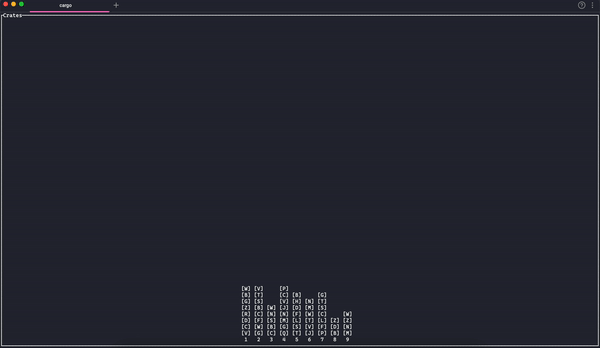 cargo
Crates
[W] [V]     [P]
[B] [T]     [C] [B]         [G]
[G] [S]     [V] [H] [N] [T]
[Z] [B] [W] [J] [D] [M] [S]
[R] [C] [N] [N] [F] [W] [C]         [W]
[D] [F] [S] [M] [L] [T] [L] [Z] [Z]
[C] [W] [B] [G] [S] [V] [F] [D] [N]
[V] [G] [C] [Q] [T] [J] [P] [B] [M]
1 2 3 4 5 6 7 8 9